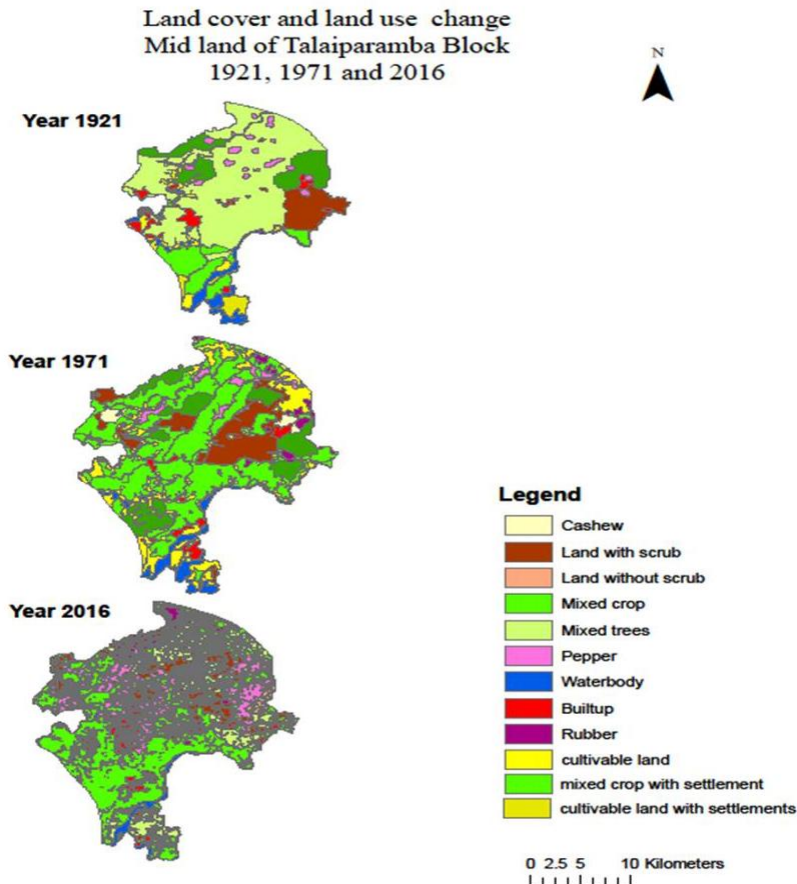 Land cover and land use change
Mid land of Talaiparamba Block
1921, 1971 and 2016
N
Year 1921
Year 1971
Year 2016
Legend
Cashew
Land with scrub
Land without scrub
Mixed crop
Mixed trees
Pepper
Waterbody
Builtup
Rubber
cultivable land
mixed crop with settlement
cultivable land with settlements
0 2.5 5 10 Kilometers